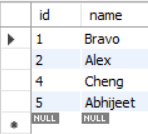 id name
1 Bravo
2 Alex
4 Cheng
5 Abhijeet
NULL NULL